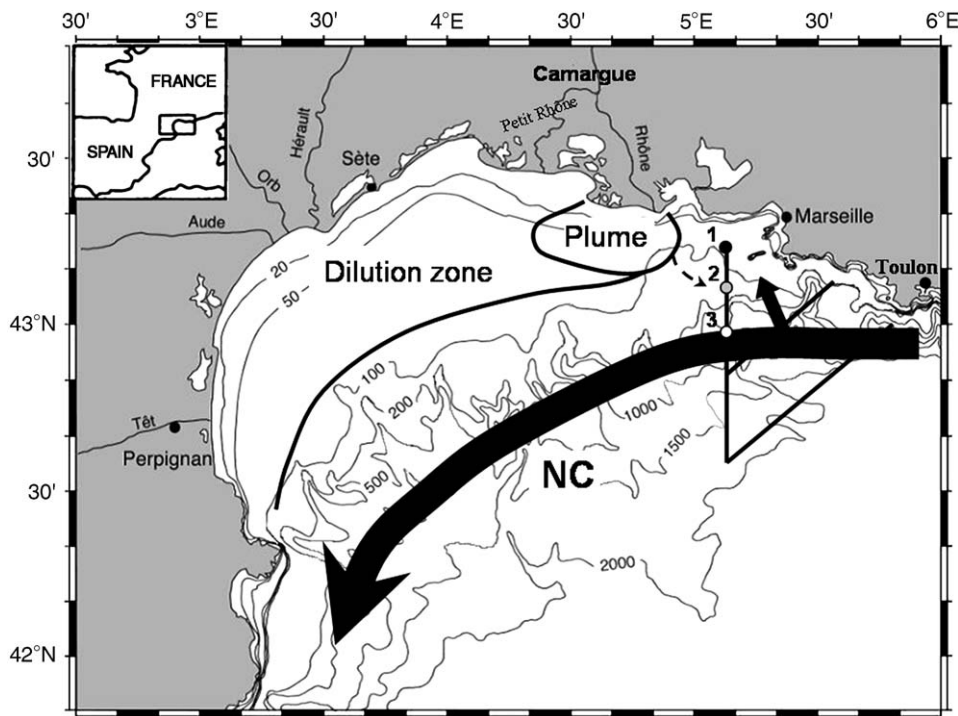 30'
3°E
30'
4°E
30'
5°E
30'
6°E
FRANCE
SPAIN
Camargue
Petit Rhône
Hérault
Rhône
30'
Sète
Orb
Marseille
Aude
1
Plume
20
Dilution zone
2
Toulon
50
43°N
3
100
200
1000
Têt
1500
Perpignan
500
NC
30'
2000
42°N